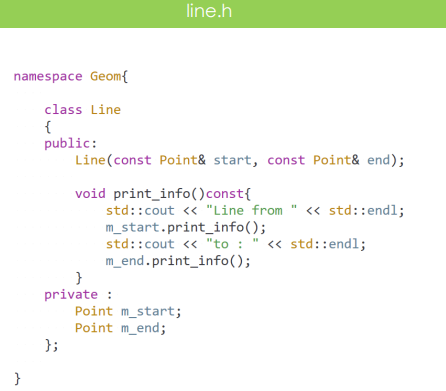 line.h
namespace Geom{
    class Line
    {
    public:
        Line(const Point& start, const Point& end);
        void print_info()const{
            std::cout << "Line from " << std::endl;
            m_start.print_info();
            std::cout << "to : " << std::endl;
            m_end.print_info();
        }
    private :
        Point m_start;
        Point m_end;
    };
}